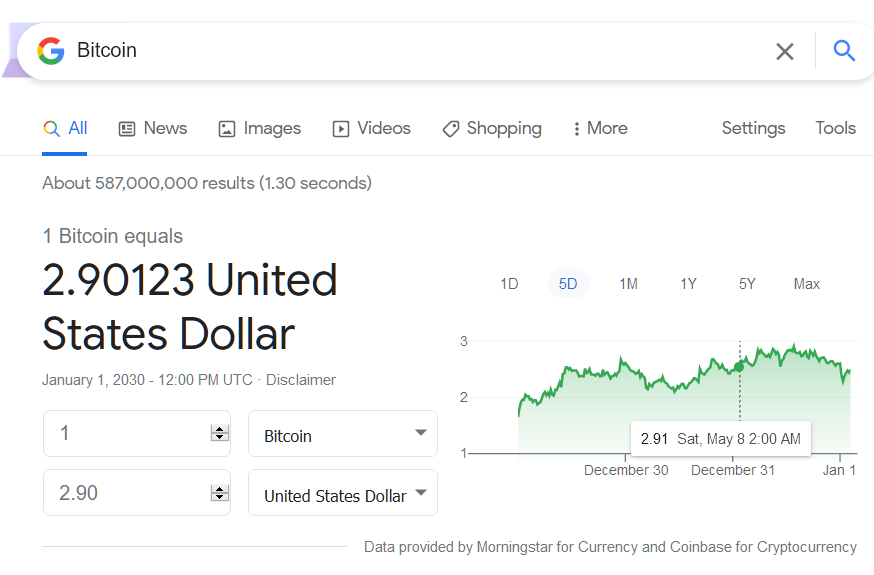 Bitcoin
All News Images Videos Shopping More Settings Tools
About 587,000,000 results (1.30 seconds)
1 Bitcoin equals
2.90123 United
States Dollar
January 1, 2030 - 12:00 PM UTC · Disclaimer
1 Bitcoin
2.90 United States Dollar
1D 5D 1M 1Y 5Y Max
3
2
1
2.91 Sat, May 8 2:00 AM
December 30 December 31 Jan 1
Data provided by Morningstar for Currency and Coinbase for Cryptocurrency